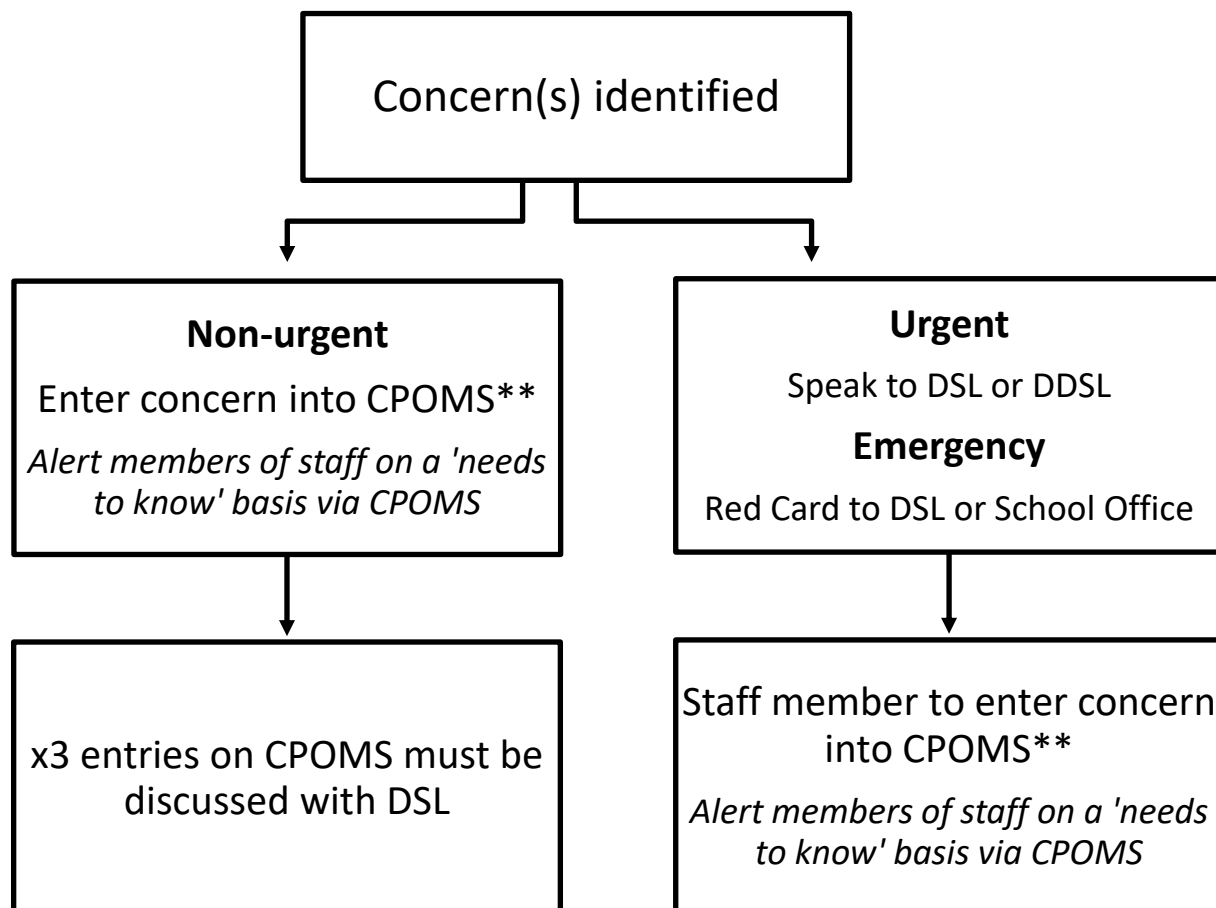 Concern(s) identified
Non-urgent
Enter concern into CPOMS**
Alert members of staff on a 'needs
to know' basis via CPOMS
Urgent
Speak to DSL or DDSL
Emergency
Red Card to DSL or School Office
x3 entries on CPOMS must be
discussed with DSL
Staff member to enter concern
into CPOMS**
Alert members of staff on a 'needs
to know' basis via CPOMS